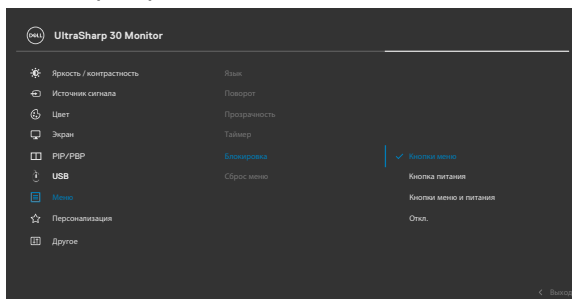 DELL
UltraSharp 30 Monitor
Яркость / контрастность
Язык
Источник сигнала
Поворот
Цвет
Прозрачность
Экран
Таймер
PIP/PBP
Блокировка
Кнопки меню
USB
Сброс меню
Кнопка питания
Меню
Кнопки меню и питания
Персонализация
Откл.
Другое
Выход